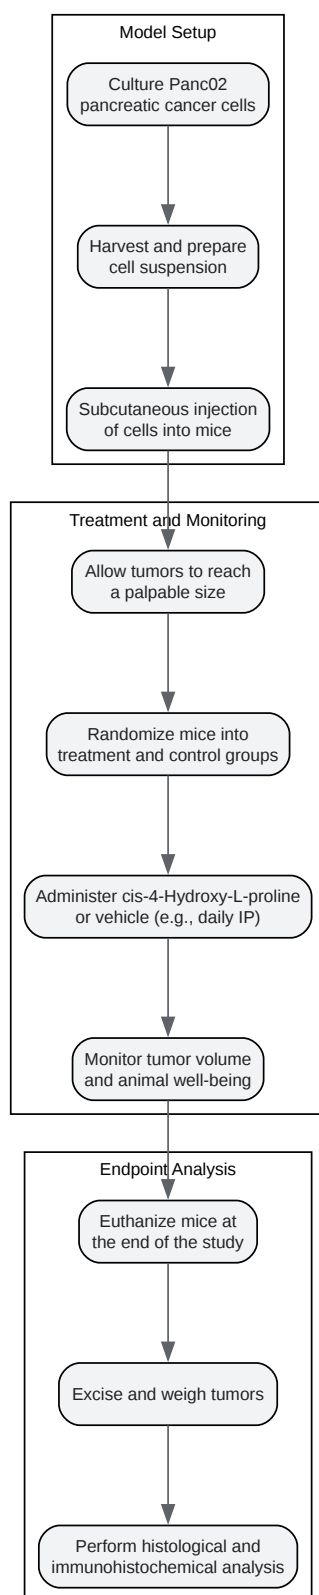 Model Setup
Culture Panc02
pancreatic cancer cells
Harvest and prepare
cell suspension
Subcutaneous injection
of cells into mice
Treatment and Monitoring
Allow tumors to reach
a palpable size
Randomize mice into
treatment and control groups
Administer cis-4-Hydroxy-L-proline
or vehicle (e.g., daily IP)
Monitor tumor volume
and animal well-being
Endpoint Analysis
Euthanize mice at
the end of the study
Excise and weigh tumors
Perform histological and
immunohistochemical analysis